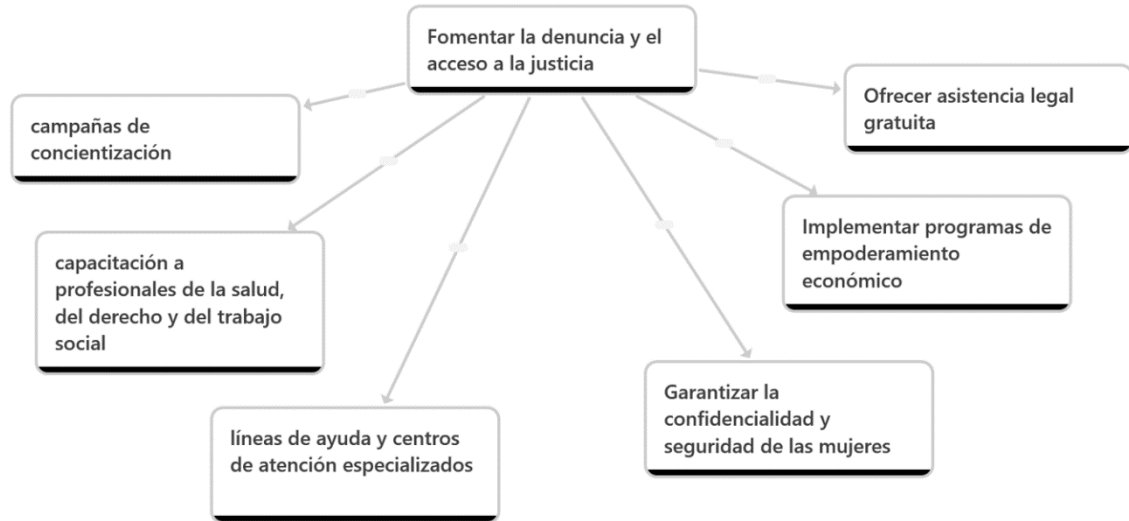 Fomentar la denuncia y el
acceso a la justicia
campañas de
concientización
Ofrecer asistencia legal
gratuita
capacitación a
profesionales de la salud,
del derecho y del trabajo
social
Implementar programas de
empoderamiento
económico
líneas de ayuda y centros
de atención especializados
Garantizar la
confidencialidad y
seguridad de las mujeres